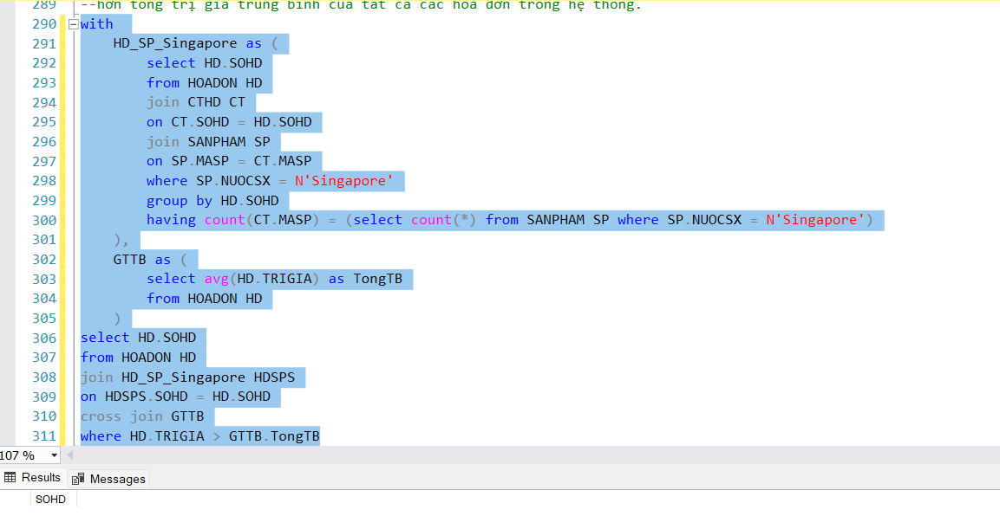 289 --hơn tổng trị giá trung bình của tất cả các hóa đơn trong hệ thống.
290 with
291 HD_SP_Singapore as (
292 select HD.SOHD
293 from HOADON HD
294 join CTHD CT
295 on CT.SOHD = HD.SOHD
296 join SANPHAM SP
297 on SP.MASP = CT.MASP
298 where SP.NUOCSX = N'Singapore'
299 group by HD.SOHD
300 having count(CT.MASP) = (select count(*) from SANPHAM SP where SP.NUOCSX = N'Singapore')
301 ),
302 GTTB as (
303 select avg(HD.TRIGIA) as TongTB
304 from HOADON HD
305 )
306 select HD.SOHD
307 from HOADON HD
308 join HD_SP_Singapore HDSPS
309 on HDSPS.SOHD = HD.SOHD
310 cross join GTTB
311 where HD.TRIGIA > GTTB.TongTB
107 %
Results Messages
SOHD